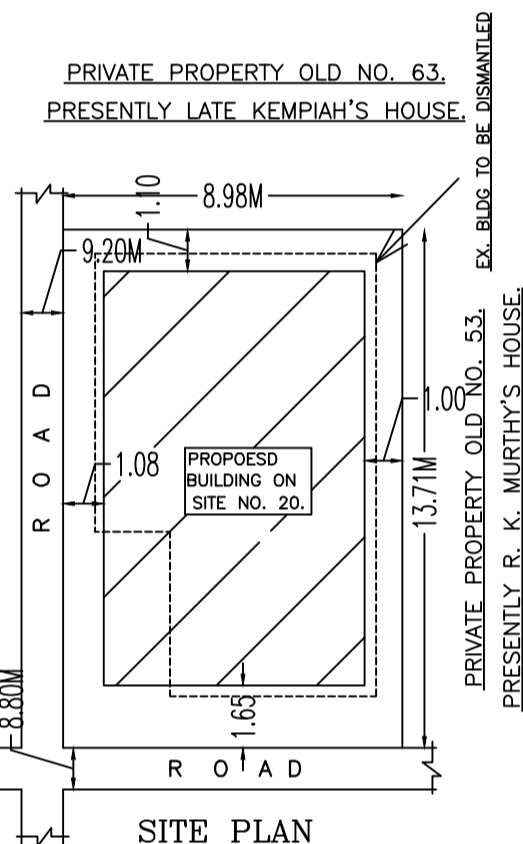 PRIVATE PROPERTY OLD NO. 63.
PRESENTLY LATE KEMPIAH'S HOUSE.
EX. BLDG TO BE DISMANTLED
8.98M
1.10
9.20M
ROAD
1.08
PROPOESD
BUILDING ON
SITE NO. 20.
1.00
13.71M
PRIVATE PROPERTY OLD NO. 53.
PRESENTLY R. K. MURTHY'S HOUSE.
1.65
8.80M
ROAD
SITE PLAN